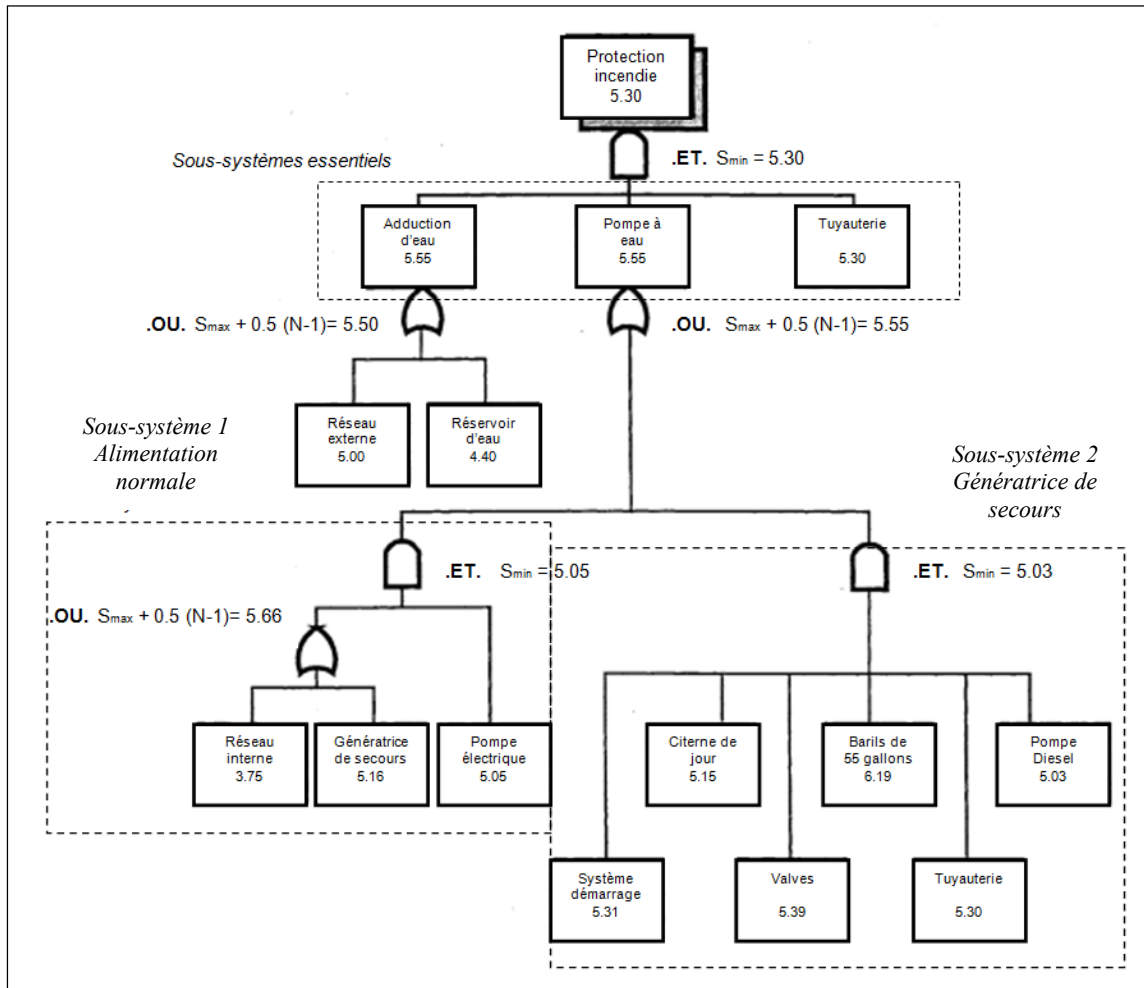 Protection
incendie
5.30
.ET. Smin = 5.30
Sous-systèmes essentiels
Adduction
d'eau
5.55
Pompe à
eau
5.55
Tuyauterie
5.30
.OU. Smax + 0.5 (N-1)= 5.50
.OU. Smax + 0.5 (N-1)= 5.55
Réseau
externe
5.00
Réservoir
d'eau
4.40
Sous-système 1
Alimentation
normale
Sous-système 2
Génératrice de
secours
.ET. Smin = 5.05
.ET. Smin = 5.03
.OU. Smax + 0.5 (N-1)= 5.66
Réseau
interne
3.75
Génératrice
de secours
5.16
Pompe
électrique
5.05
Citerne de
jour
5.15
Barils de
55 gallons
6.19
Pompe
Diesel
5.03
Système
démarrage
5.31
Valves
5.39
Tuyauterie
5.30